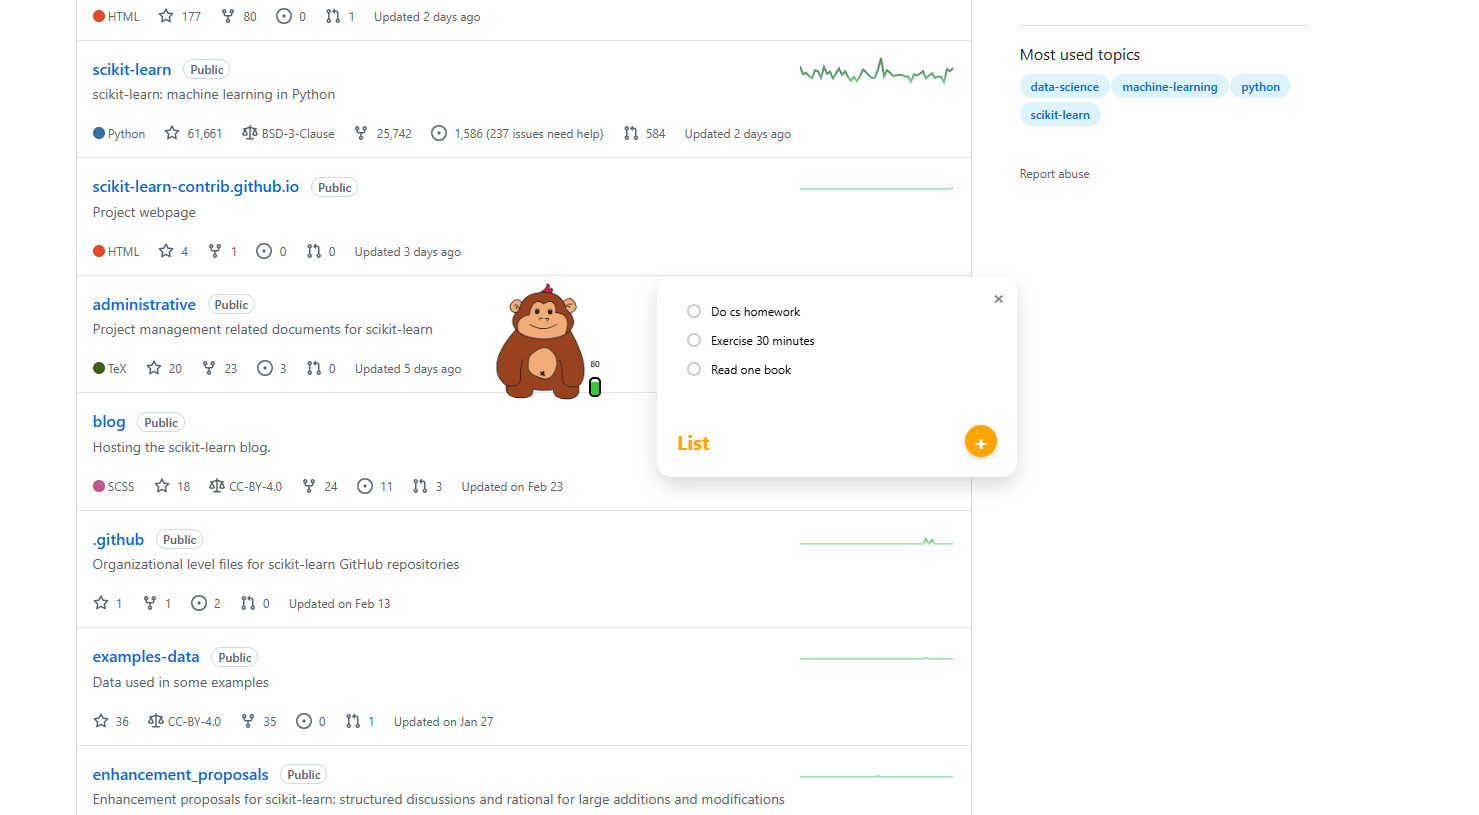 HTML 177 80 0 1 Updated 2 days ago
scikit-learn Public
scikit-learn: machine learning in Python
Python 61,661 BSD-3-Clause 25,742 1,586 (237 issues need help) 584 Updated 2 days ago
scikit-learn-contrib.github.io Public
Project webpage
HTML 4 1 0 0 Updated 3 days ago
administrative Public
Project management related documents for scikit-learn
TeX 20 23 3 0 Updated 5 days ago
80
blog Public
Hosting the scikit-learn blog.
SCSS 18 CC-BY-4.0 24 11 3 Updated on Feb 23
.github Public
Organizational level files for scikit-learn GitHub repositories
1 1 2 0 Updated on Feb 13
examples-data Public
Data used in some examples
36 CC-BY-4.0 35 0 1 Updated on Jan 27
enhancement_proposals Public
Enhancement proposals for scikit-learn: structured discussions and rational for large additions and modifications
Do cs homework
Exercise 30 minutes
Read one book
List
+
Most used topics
data-science machine-learning python
scikit-learn
Report abuse